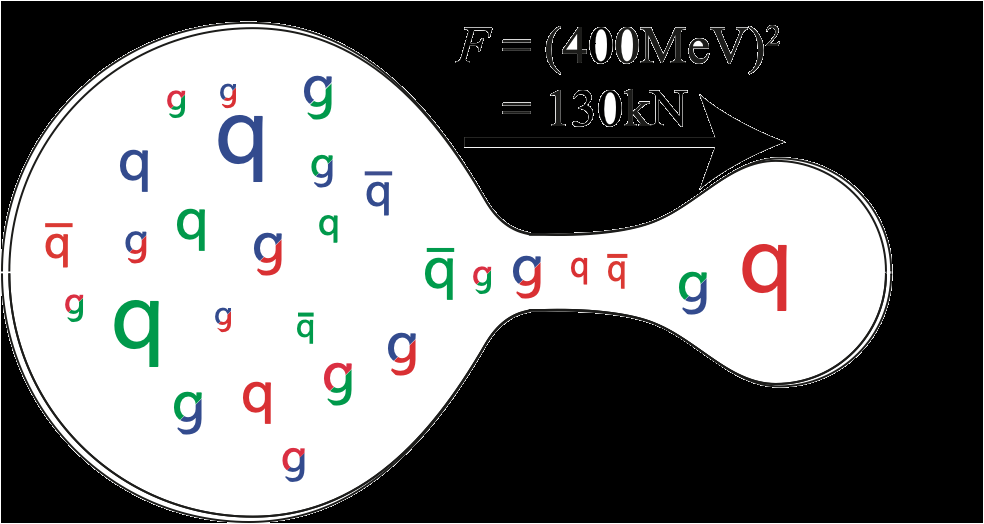 F = (400MeV)²
= 130kN
g g g
q q g q̅
q̅ g q g q
q̅ g g q q̅ g q
g q g q̅
g g
g q
g